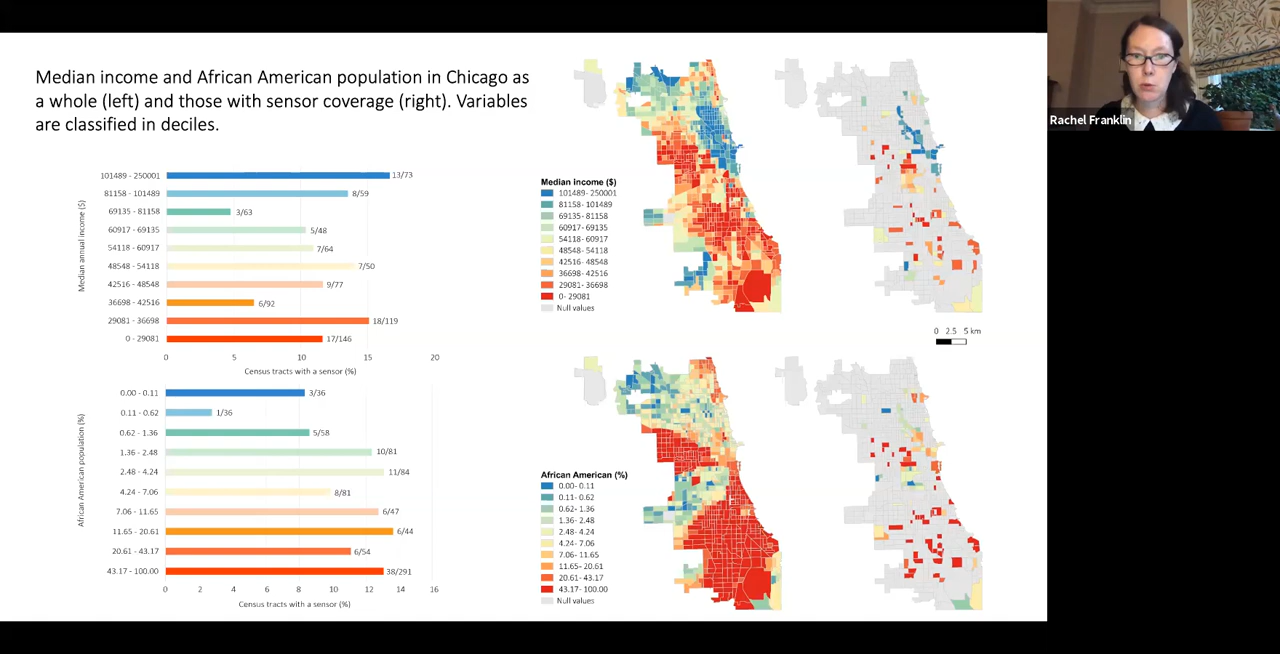 Median income and African American population in Chicago as
a whole (left) and those with sensor coverage (right). Variables
are classified in deciles.
Rachel Franklin
Median annual income ($)
101489 - 250001 13/73
81158 - 101489 8/59
69135 - 81158 3/63
60917 - 69135 5/48
54118 - 60917 7/64
48548 - 54118 7/50
42516 - 48548 9/77
36698 - 42516 6/92
29081 - 36698 18/119
0 - 29081 17/146
0 5 10 15 20
Census tracts with a sensor (%)
Median income ($)
101489 - 250001
81158 - 101489
69135 - 81158
60917 - 69135
54118 - 60917
48548 - 54118
42516 - 48548
36698 - 42516
29081 - 36698
0 - 29081
Null values
0 2.5 5 km
African American population (%)
0.00 - 0.11 3/36
0.11 - 0.62 1/36
0.62 - 1.36 5/58
1.36 - 2.48 10/81
2.48 - 4.24 11/84
4.24 - 7.06 8/81
7.06 - 11.65 6/47
11.65 - 20.61 6/44
20.61 - 43.17 6/54
43.17 - 100.00 38/291
0 2 4 6 8 10 12 14 16
Census tracts with a sensor (%)
African American (%)
0.00 - 0.11
0.11 - 0.62
0.62 - 1.36
1.36 - 2.48
2.48 - 4.24
4.24 - 7.06
7.06 - 11.65
11.65 - 20.61
20.61 - 43.17
43.17 - 100.00
Null values